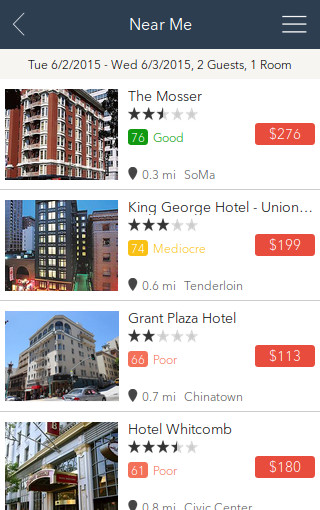 Near Me
Tue 6/2/2015 - Wed 6/3/2015, 2 Guests, 1 Room
The Mosser
76 Good
$276
0.3 mi SoMa
King George Hotel - Union...
74 Mediocre
$199
0.6 mi Tenderloin
Grant Plaza Hotel
66 Poor
$113
0.7 mi Chinatown
Hotel Whitcomb
61 Poor
$180
0.8 mi Civic Center